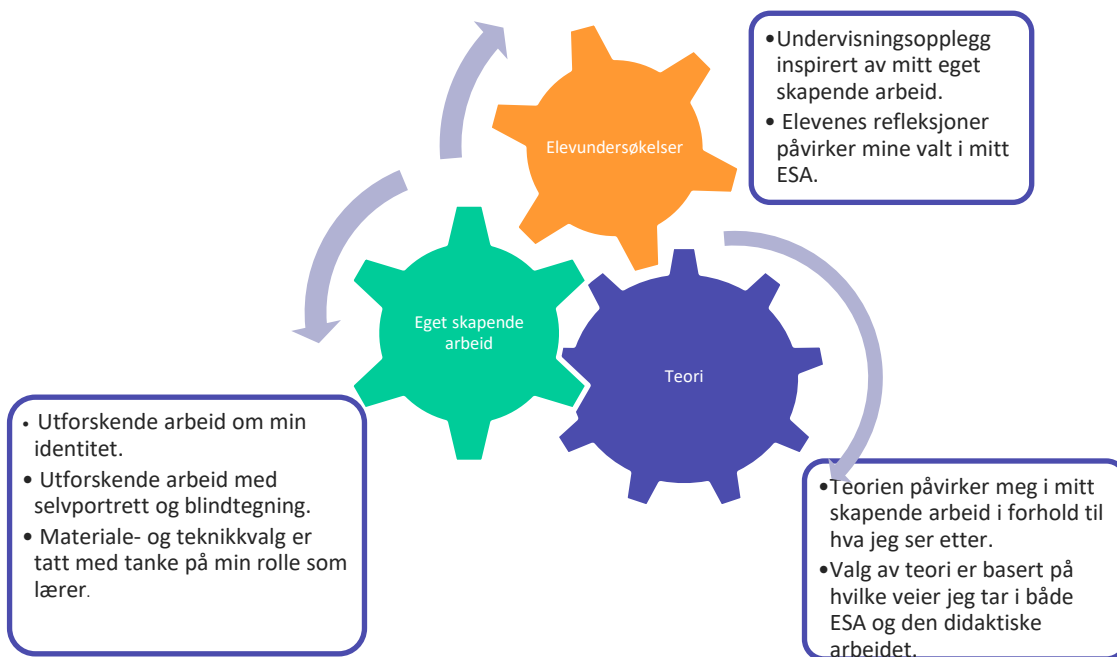 •Undervisningsopplegg
inspirert av mitt eget
skapende arbeid.
• Elevenes refleksjoner
påvirker mine valt i mitt
ESA.
Elevundersøkelser
Eget skapende
arbeid
Teori
• Utforskende arbeid om min
identitet.
• Utforskende arbeid med
selvportrett og blindtegning.
• Materiale- og teknikkvalg er
tatt med tanke på min rolle som
lærer.
•Teorien påvirker meg i mitt
skapende arbeid i forhold til
hva jeg ser etter.
•Valg av teori er basert på
hvilke veier jeg tar i både
ESA og den didaktiske
arbeidet.